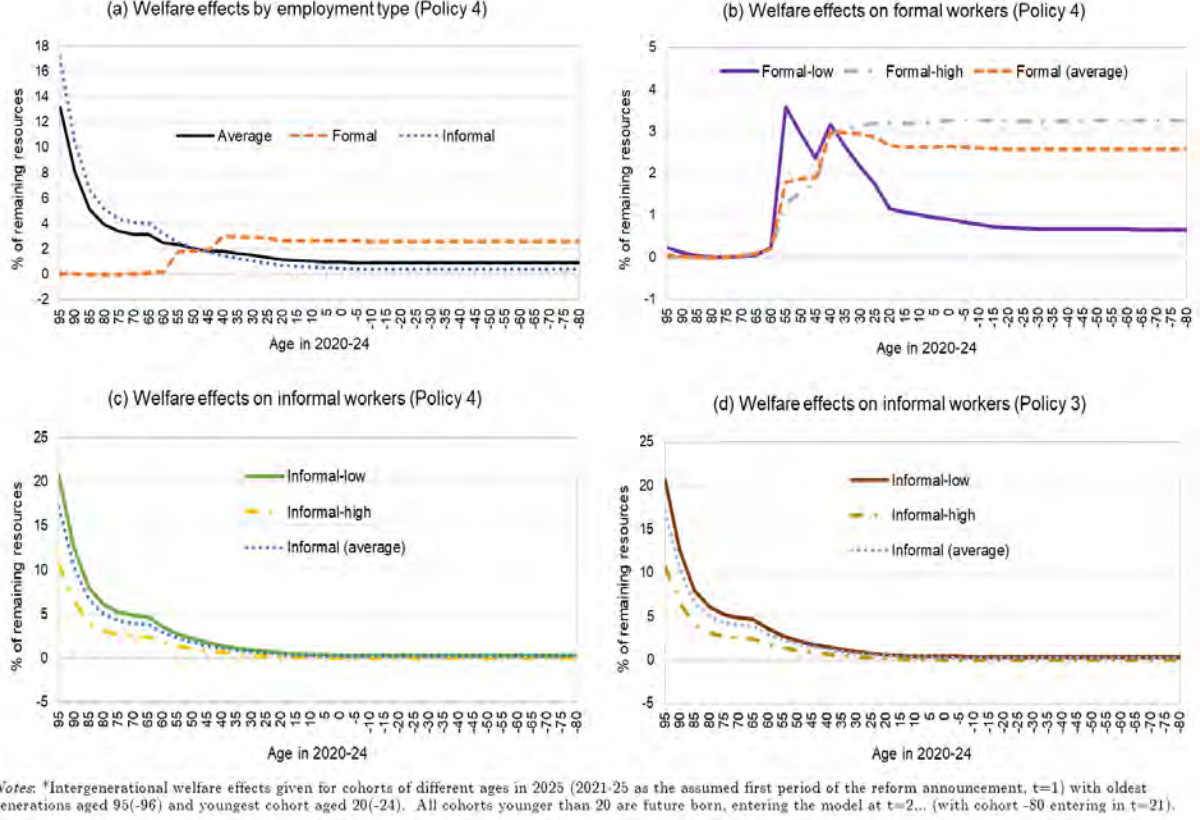 (a) Welfare effects by employment type (Policy 4)
% of remaining resources
18
16
14
12
10
8
6
4
2
0
-2
Average
Formal
Informal
95 90 85 80 75 70 65 60 55 50 45 40 35 30 25 20 15 10 5 0 -5 -10 -15 -20 -25 -30 -35 -40 -45 -50 -55 -60 -65 -70 -75 -80
Age in 2020-24
(b) Welfare effects on formal workers (Policy 4)
% of remaining resources
5
4
3
2
1
0
-1
Formal-low
Formal-high
Formal (average)
95 90 85 80 75 70 65 60 55 50 45 40 35 30 25 20 15 10 5 0 -5 -10 -15 -20 -25 -30 -35 -40 -45 -50 -55 -60 -65 -70 -75 -80
Age in 2020-24
(c) Welfare effects on informal workers (Policy 4)
% of remaining resources
25
20
15
10
5
0
-5
Informal-low
Informal-high
Informal (average)
95 90 85 80 75 70 65 60 55 50 45 40 35 30 25 20 15 10 5 0 -5 -10 -15 -20 -25 -30 -35 -40 -45 -50 -55 -60 -65 -70 -75 -80
Age in 2020-24
(d) Welfare effects on informal workers (Policy 3)
% of remaining resources
25
20
15
10
5
0
-5
Informal-low
Informal-high
Informal (average)
95 90 85 80 75 70 65 60 55 50 45 40 35 30 25 20 15 10 5 0 -5 -10 -15 -20 -25 -30 -35 -40 -45 -50 -55 -60 -65 -70 -75 -80
Age in 2020-24
otes: *Intergenerational welfare effects given for cohorts of different ages in 2025 (2021-25 as the assumed first period of the reform announcement, t=1) with oldest
enerations aged 95(-96) and youngest cohort aged 20(-24). All cohorts younger than 20 are future born, entering the model at t=2... (with cohort -80 entering in t=21).